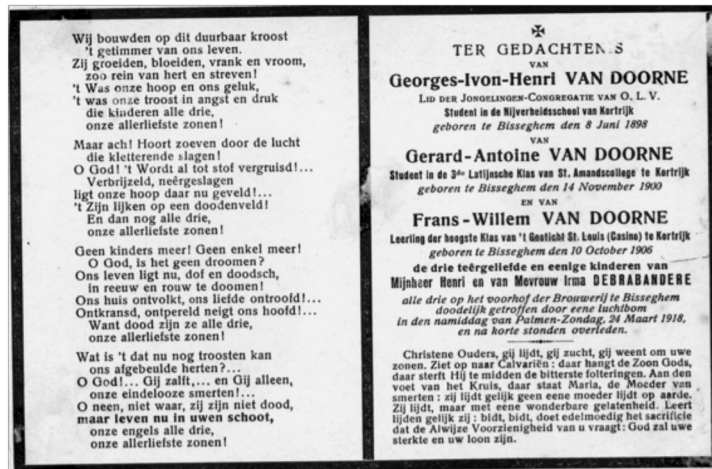 Wij bouwden op dit duurbaar kroost
't getimmer van ons leven.
Zij groeiden, bloeiden, vrank en vroom,
zoo rein van hert en streven!
't Was onze hoop en ons geluk,
't was onze troost in angst en druk
die kinderen alle drie,
onze allerliefste zonen!
Maar ach! Hoort zoeven door de lucht
die kletterende slagen!
O God! 't Wordt al tot stof vergruisd!...
Verbrijzeld, neêrgeslagen
ligt onze hoop daar nu geveld!...
't Zijn lijken op een doodenveld!
En dan nog alle drie,
onze allerliefste zonen!
Geen kinders meer! Geen enkel meer!
O God, is het geen droomen?
Ons leven ligt nu, dof en doodsch,
in reeuw en rouw te doomen!
Ons huis ontvolkt, ons liefde ontroofd!...
Ontkransd, ontpereld neigt ons hoofd!...
Want dood zijn ze alle drie,
onze allerliefste zonen!
Wat is 't dat nu nog troosten kan
ons afgebeulde herten?...
O God!... Gij zalft,... en Gij alleen,
onze eindelooze smerten!...
O neen, niet waar, zij zijn niet dood,
maar leven nu in uwen schoot,
onze engels alle drie,
onze allerliefste zonen!
✠
TER GEDACHTENIS
VAN
Georges-Ivon-Henri VAN DOORNE
LID DER JONGELINGEN-CONGREGATIE VAN O. L. V.
Student in de Nijverheidsschool van Kortrijk
geboren te Bisseghem den 8 Juni 1898
VAN
Gerard-Antoine VAN DOORNE
Student in de 3de Latijnsche Klas van St. Amandscollege te Kortrijk
geboren te Bisseghem den 14 November 1900
EN VAN
Frans-Willem VAN DOORNE
Leerling der hoogste Klas van 't Gesticht St. Louis (Casino) te Kortrijk
geboren te Bisseghem den 10 October 1906
de drie teêrgeliefde en eenige kinderen van
Mijnheer Henri en van Mevrouw Irma DEBRABANDERE
alle drie op het voorhof der Brouwerij te Bisseghem
doodelijk getroffen door eene luchtbom
in den namiddag van Palmen-Zondag, 24 Maart 1918,
en na korte stonden overleden.
Christene Ouders, gij lijdt, gij zucht, gij weent om uwe
zonen. Ziet op naar Calvariën: daar hangt de Zoon Gods,
daar sterft Hij te midden de bitterste folteringen. Aan den
voet van het Kruis, daar staat Maria, de Moeder van
smerten: zij lijdt gelijk geen eene moeder lijdt op aarde.
Zij lijdt, maar met eene wonderbare gelatenheid. Leert
lijden gelijk zij: bidt, bidt, doet edelmoedig het sacrificie
dat de Alwijze Voorzienigheid van u vraagt: God zal uwe
sterkte en uw loon zijn.